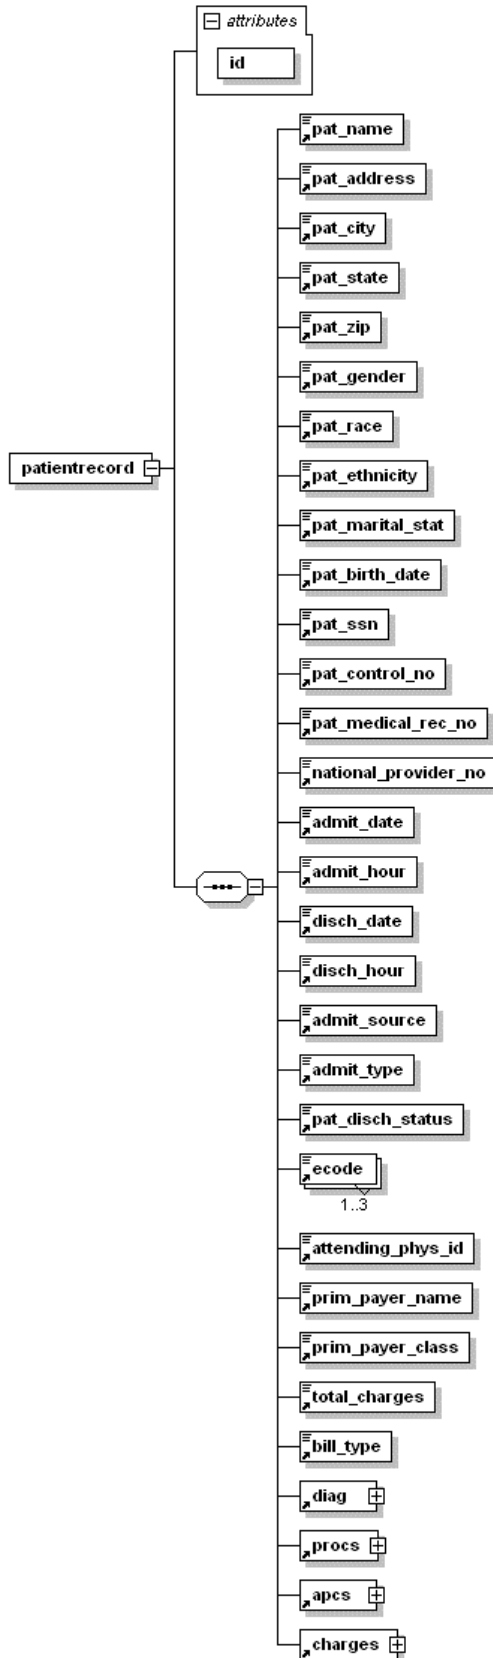 attributes
id
pat_name
pat_address
pat_city
pat_state
pat_zip
pat_gender
pat_race
patientrecord
pat_ethnicity
pat_marital_stat
pat_birth_date
pat_ssn
pat_control_no
pat_medical_rec_no
national_provider_no
admit_date
admit_hour
disch_date
disch_hour
admit_source
admit_type
pat_disch_status
ecode
1..3
attending_phys_id
prim_payer_name
prim_payer_class
total_charges
bill_type
diag
procs
apcs
charges